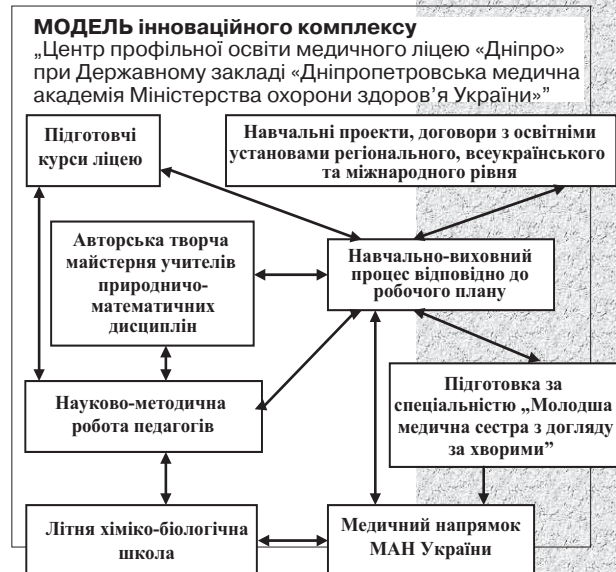 МОДЕЛЬ інноваційного комплексу
„Центр профільної освіти медичного ліцею «Дніпро»
при Державному закладі «Дніпропетровська медична
академія Міністерства охорони здоров’я України»”
Підготовчі
курси ліцею
Навчальні проекти, договори з освітніми
установами регіонального, всеукраїнського
та міжнародного рівня
Авторська творча
майстерня учителів
природничо-
математичних
дисциплін
Навчально-виховний
процес відповідно до
робочого плану
Науково-методична
робота педагогів
Підготовка за
спеціальністю „Молодша
медична сестра з догляду
за хворими”
Літня хіміко-біологічна
школа
Медичний напрямок
МАН України